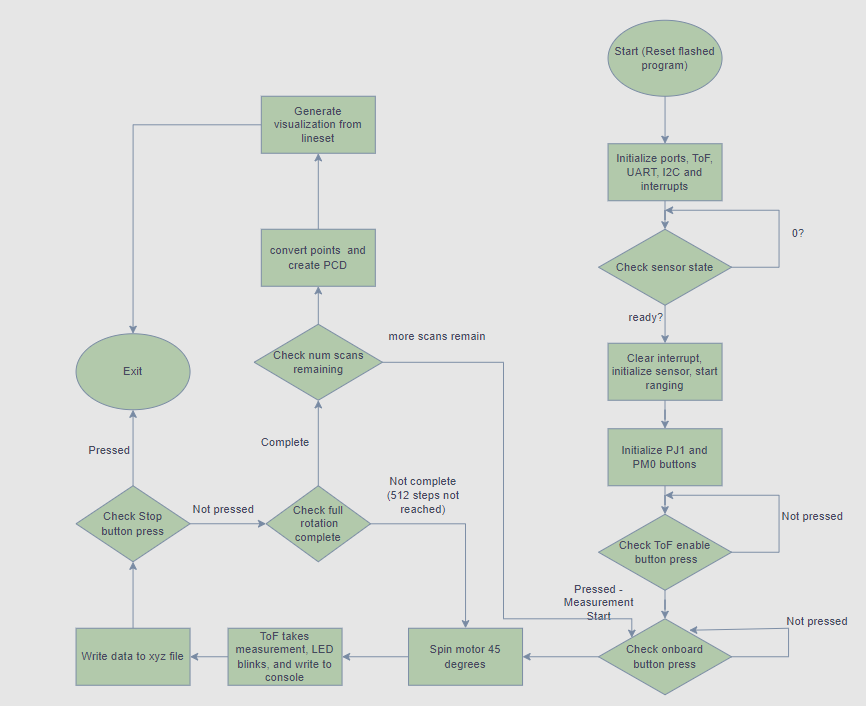 Start (Reset flashed
program)
Initialize ports, ToF,
UART, I2C and
interrupts
0?
Check sensor state
ready?
Clear interrupt,
initialize sensor, start
ranging
Initialize PJ1 and
PM0 buttons
Not pressed
Check ToF enable
button press
Pressed -
Measurement
Start
Not pressed
Check onboard
button press
Spin motor 45
degrees
ToF takes
measurement, LED
blinks, and write to
console
Write data to xyz file
Check Stop
button press
Pressed
Exit
Not pressed
Check full
rotation
complete
Not complete
(512 steps not
reached)
Complete
Check num scans
remaining
more scans remain
convert points  and
create PCD
Generate
visualization from
lineset